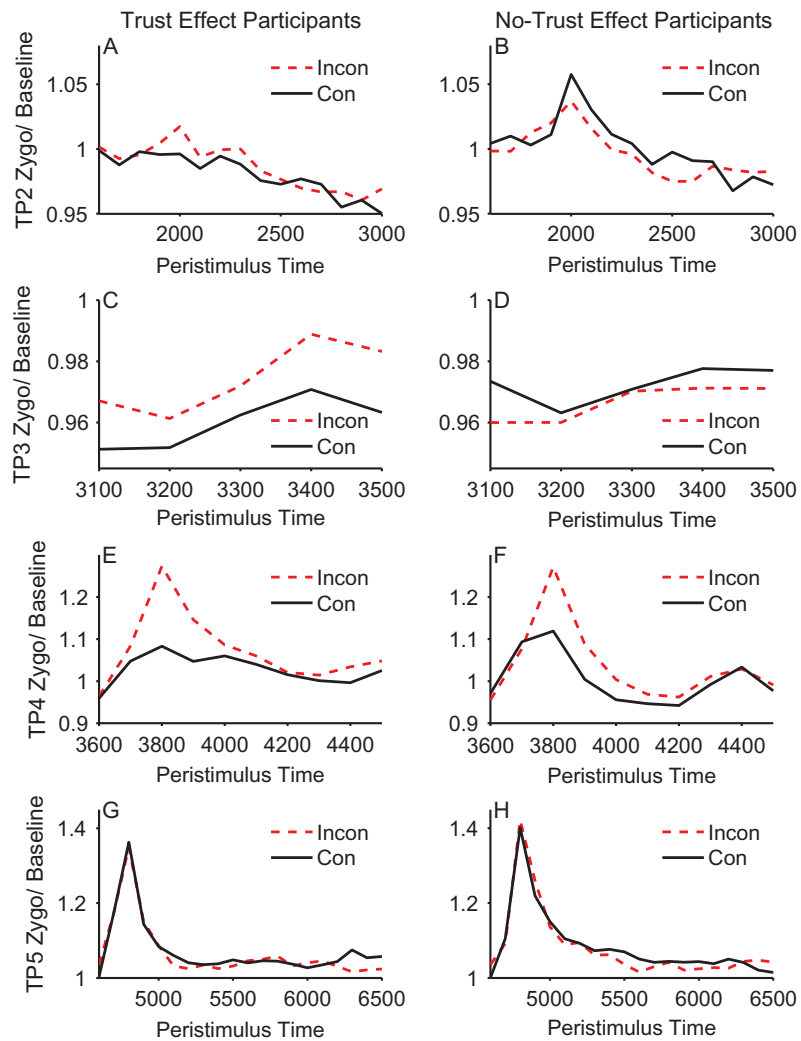 Trust Effect Participants
No-Trust Effect Participants
A
Incon
Con
1.05
1
0.95
TP2 Zygo/ Baseline
2000 2500 3000
Peristimulus Time
B
Incon
Con
1.05
1
0.95
2000 2500 3000
Peristimulus Time
C
Incon
Con
1
0.98
0.96
TP3 Zygo/ Baseline
3100 3200 3300 3400 3500
Peristimulus Time
D
Incon
Con
1
0.98
0.96
3100 3200 3300 3400 3500
Peristimulus Time
E
Incon
Con
1.2
1.1
1
0.9
TP4 Zygo/ Baseline
3600 3800 4000 4200 4400
Peristimulus Time
F
Incon
Con
1.2
1.1
1
0.9
3600 3800 4000 4200 4400
Peristimulus Time
G
Incon
Con
1.4
1.2
1
TP5 Zygo/ Baseline
5000 5500 6000 6500
Peristimulus Time
H
Incon
Con
1.4
1.2
1
5000 5500 6000 6500
Peristimulus Time